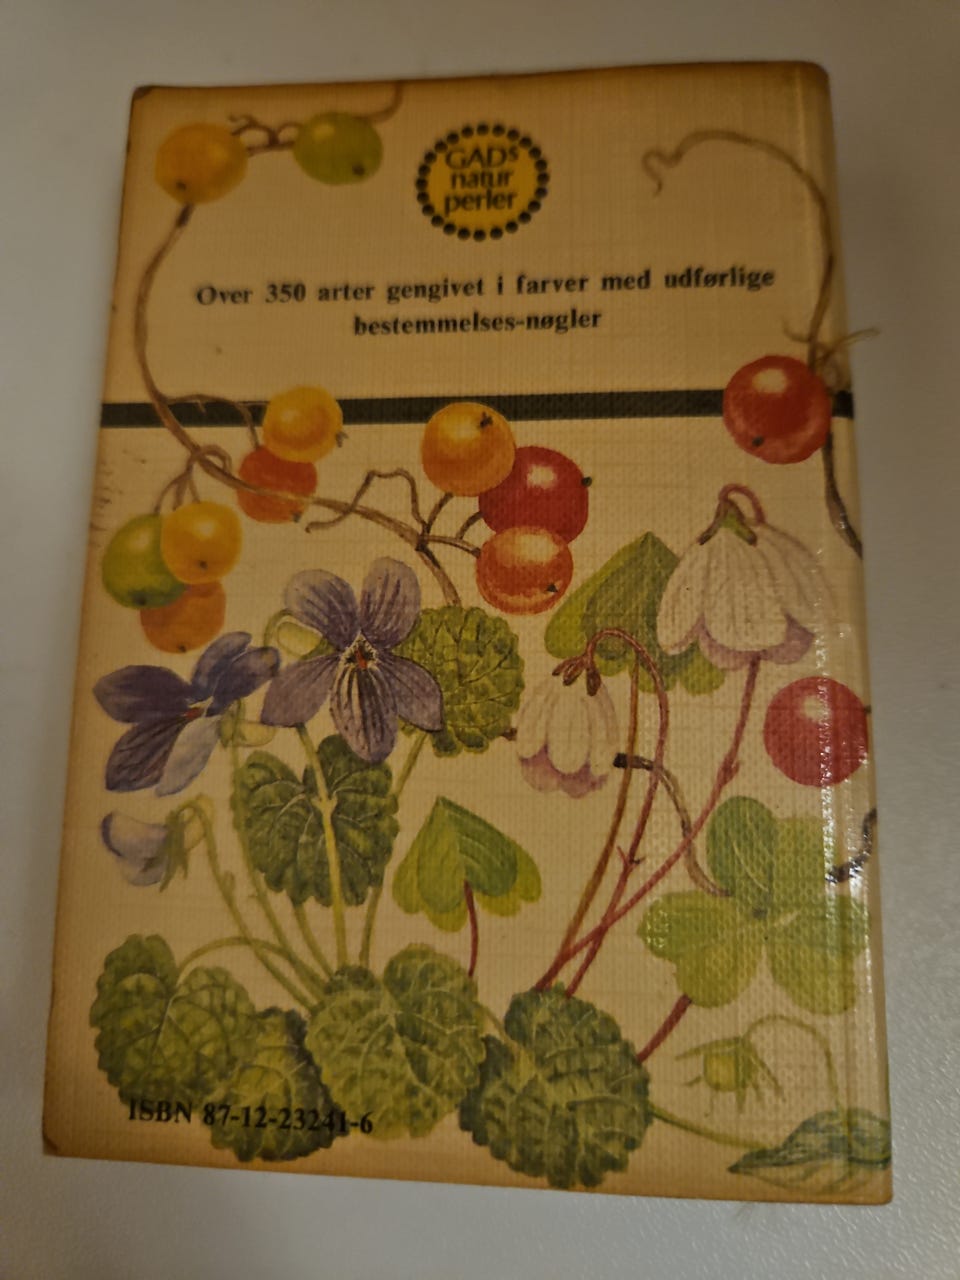 GADs
natur
perler
Over 350 arter gengivet i farver med udførlige
bestemmelses-nøgler
ISBN 87-12-23241-6